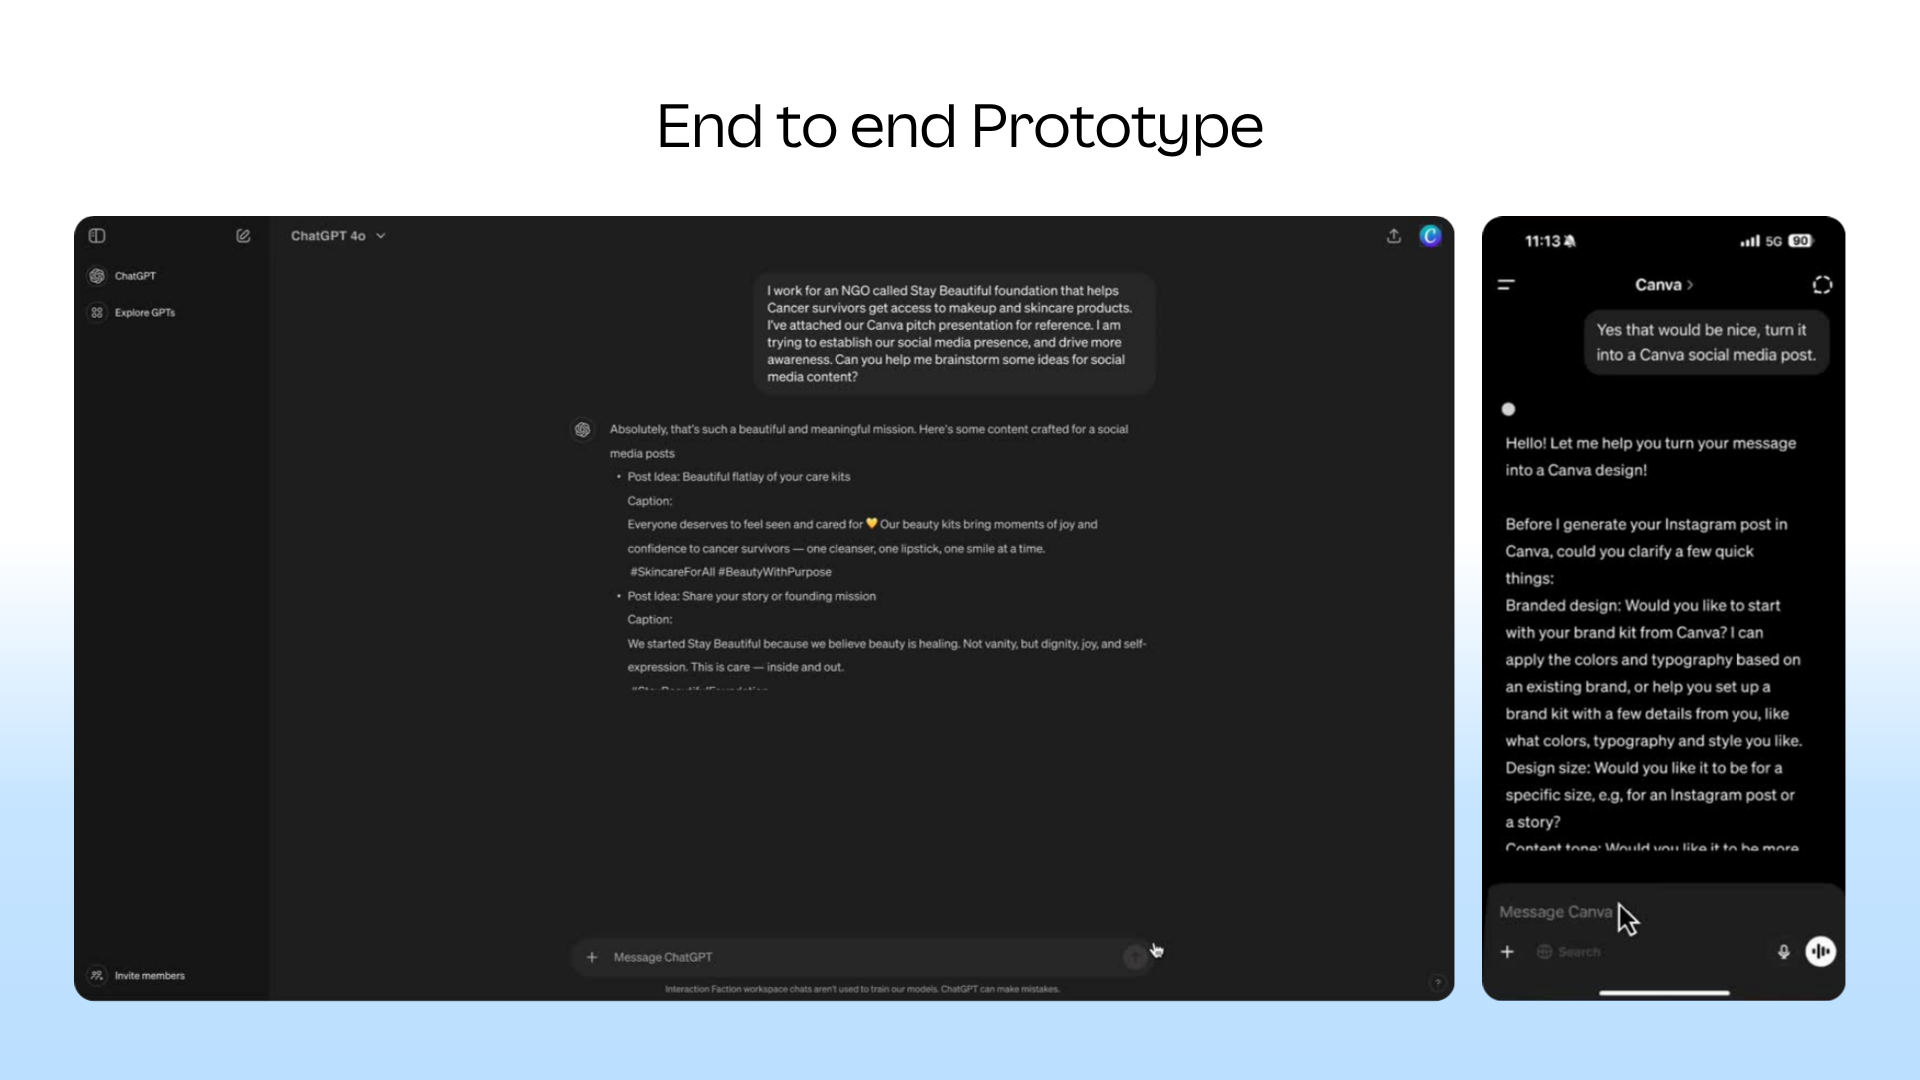 End to end Prototype
ChatGPT 4o
ChatGPT
Explore GPTs
I work for an NGO called Stay Beautiful foundation that helps
Cancer survivors get access to makeup and skincare products.
I've attached our Canva pitch presentation for reference. I am
trying to establish our social media presence, and drive more
awareness. Can you help me brainstorm some ideas for social
media content?
Absolutely, that's such a beautiful and meaningful mission. Here's some content crafted for a social
media posts
• Post Idea: Beautiful flatlay of your care kits
Caption:
Everyone deserves to feel seen and cared for 💛 Our beauty kits bring moments of joy and
confidence to cancer survivors — one cleanser, one lipstick, one smile at a time.
#SkincareForAll #BeautyWithPurpose
• Post Idea: Share your story or founding mission
Caption:
We started Stay Beautiful because we believe beauty is healing. Not vanity, but dignity, joy, and self-
expression. This is care — inside and out.
#StayBeautifulFoundation
Message ChatGPT
Invite members
Interaction Faction workspace chats aren't used to train our models. ChatGPT can make mistakes.
?
11:13
5G 90
Canva >
Yes that would be nice, turn it
into a Canva social media post.
Hello! Let me help you turn your message
into a Canva design!
Before I generate your Instagram post in
Canva, could you clarify a few quick
things:
Branded design: Would you like to start
with your brand kit from Canva? I can
apply the colors and typography based on
an existing brand, or help you set up a
brand kit with a few details from you, like
what colors, typography and style you like.
Design size: Would you like it to be for a
specific size, e.g, for an Instagram post or
a story?
Content tone: Would you like it to be more
Message Canva
Search